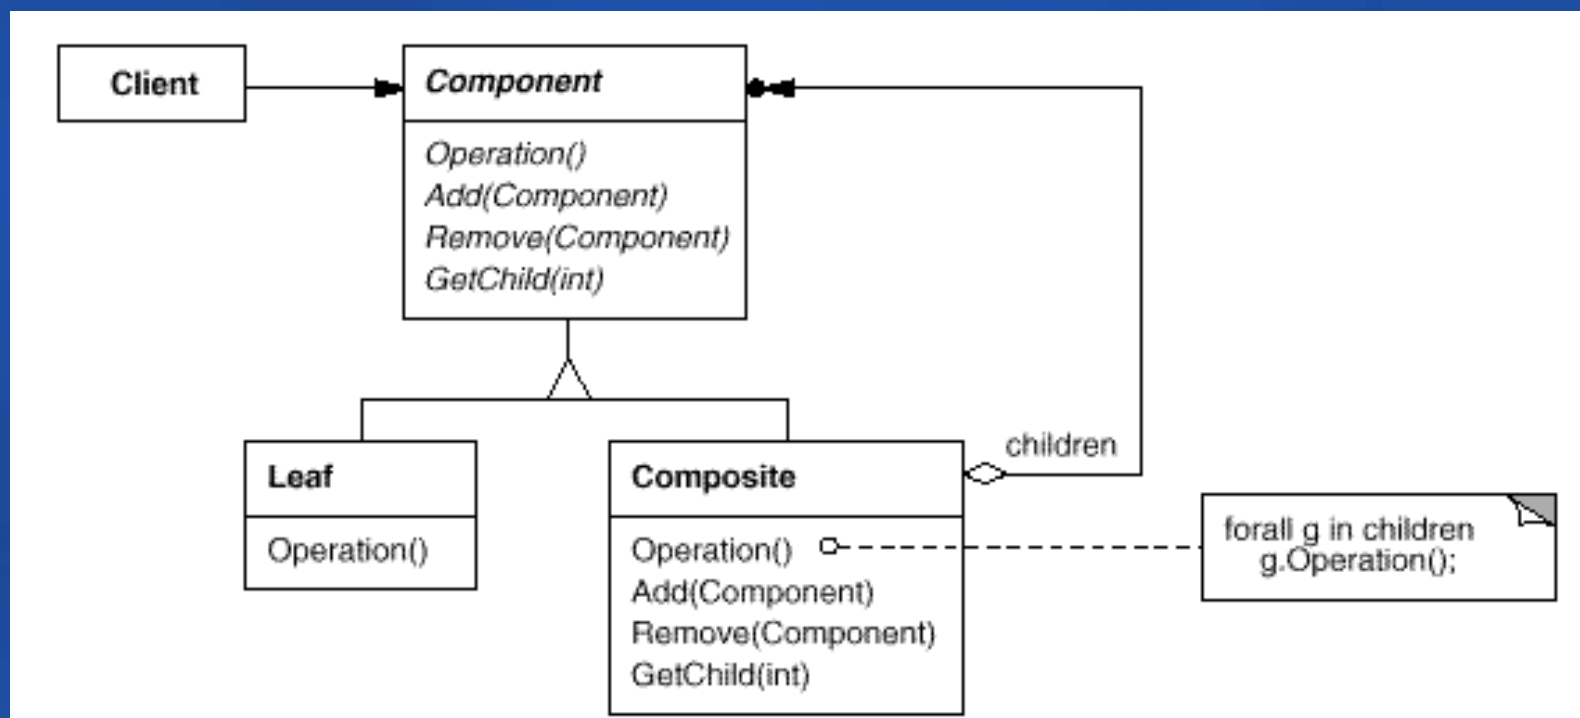 Client
Component
Operation()
Add(Component)
Remove(Component)
GetChild(int)
Leaf
Operation()
Composite
Operation()
Add(Component)
Remove(Component)
GetChild(int)
children
forall g in children
g.Operation();